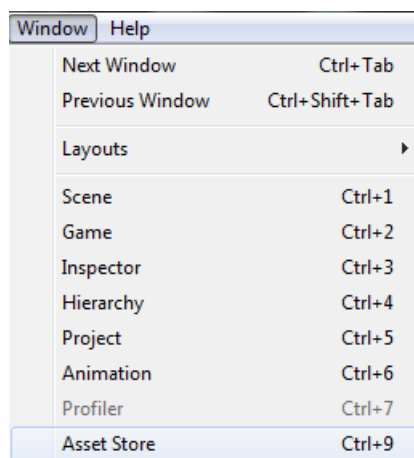 Window Help
Next Window Ctrl+Tab
Previous Window Ctrl+Shift+Tab
Layouts
Scene Ctrl+1
Game Ctrl+2
Inspector Ctrl+3
Hierarchy Ctrl+4
Project Ctrl+5
Animation Ctrl+6
Profiler Ctrl+7
Asset Store Ctrl+9